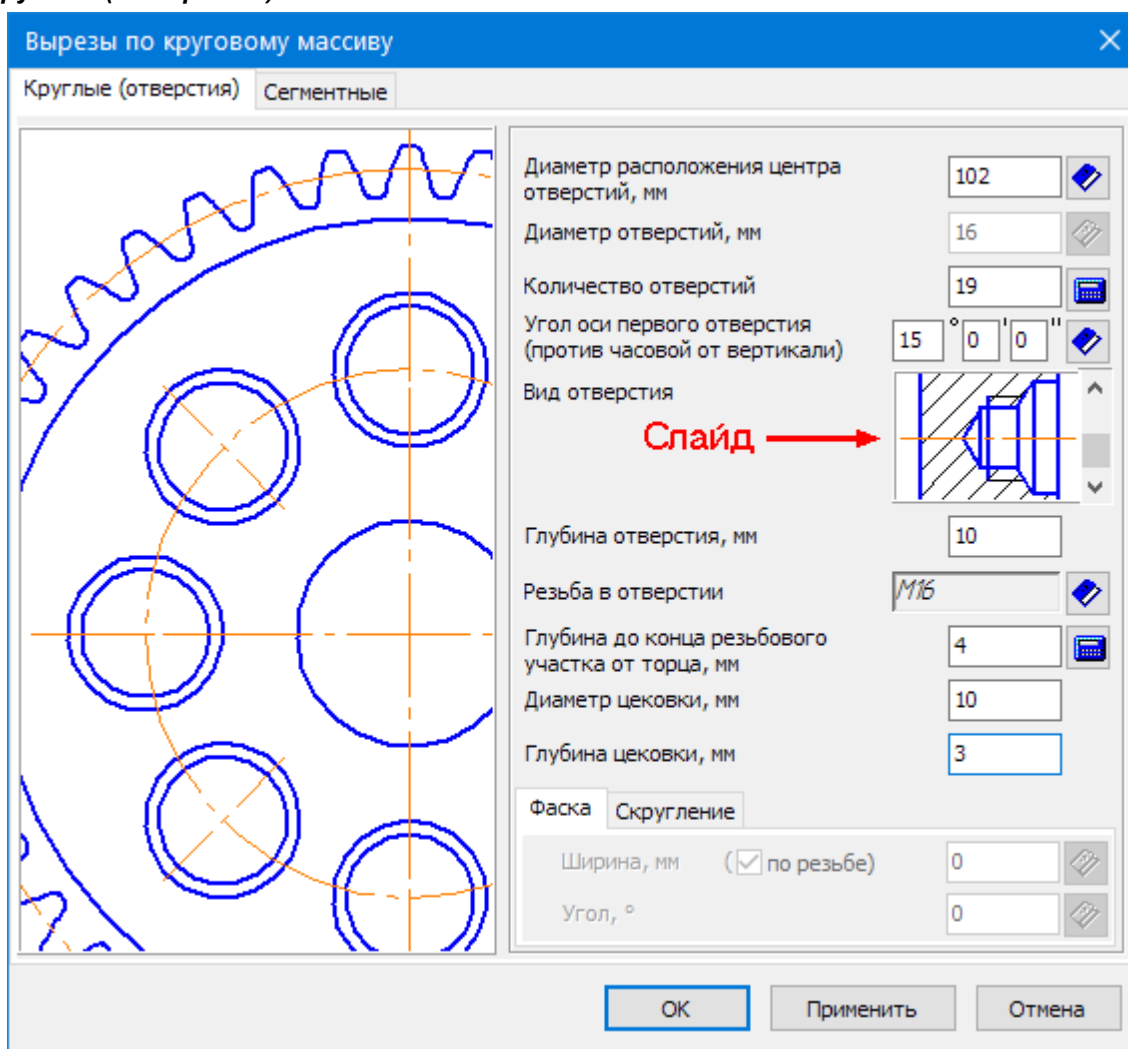 Вырезы по круговому массиву
Круглые (отверстия) Сегментные
Диаметр расположения центра
отверстий, мм 102
Диаметр отверстий, мм 16
Количество отверстий 19
Угол оси первого отверстия
(против часовой от вертикали) 15 ° 0 ' 0 "
Вид отверстия
Слайд
Глубина отверстия, мм 10
Резьба в отверстии М16
Глубина до конца резьбового
участка от торца, мм 4
Диаметр цековки, мм 10
Глубина цековки, мм 3
Фаска Скругление
Ширина, мм (по резьбе) 0
Угол, ° 0
ОК Применить Отмена